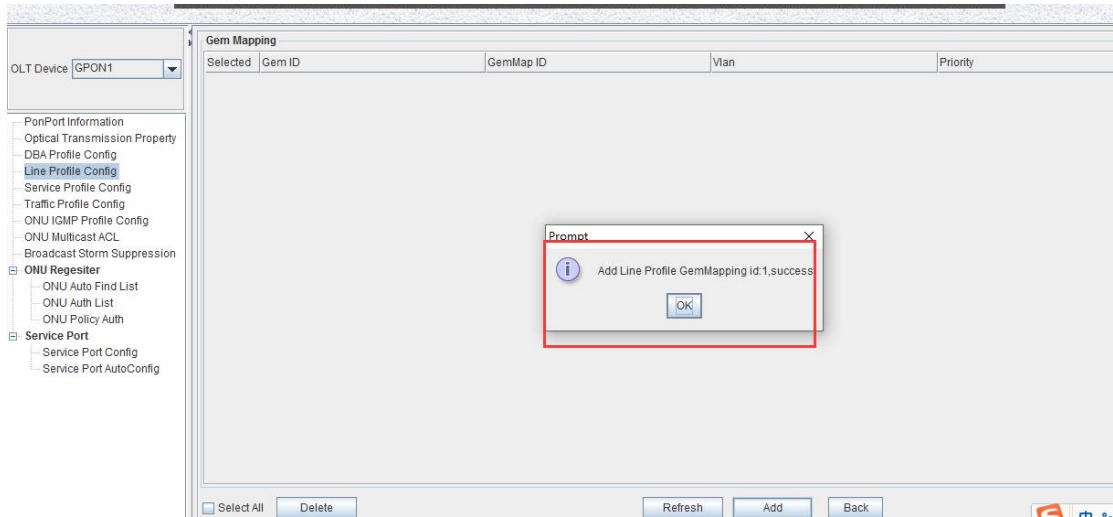 Gem Mapping
Selected Gem ID GemMap ID Vlan Priority
OLT Device GPON1
PonPort Information
Optical Transmission Property
DBA Profile Config
Line Profile Config
Service Profile Config
Traffic Profile Config
ONU IGMP Profile Config
ONU Multicast ACL
Broadcast Storm Suppression
ONU Regesiter
ONU Auto Find List
ONU Auth List
ONU Policy Auth
Service Port
Service Port Config
Service Port AutoConfig
Prompt
Add Line Profile GemMapping id:1,success
OK
Select All Delete Refresh Add Back
中